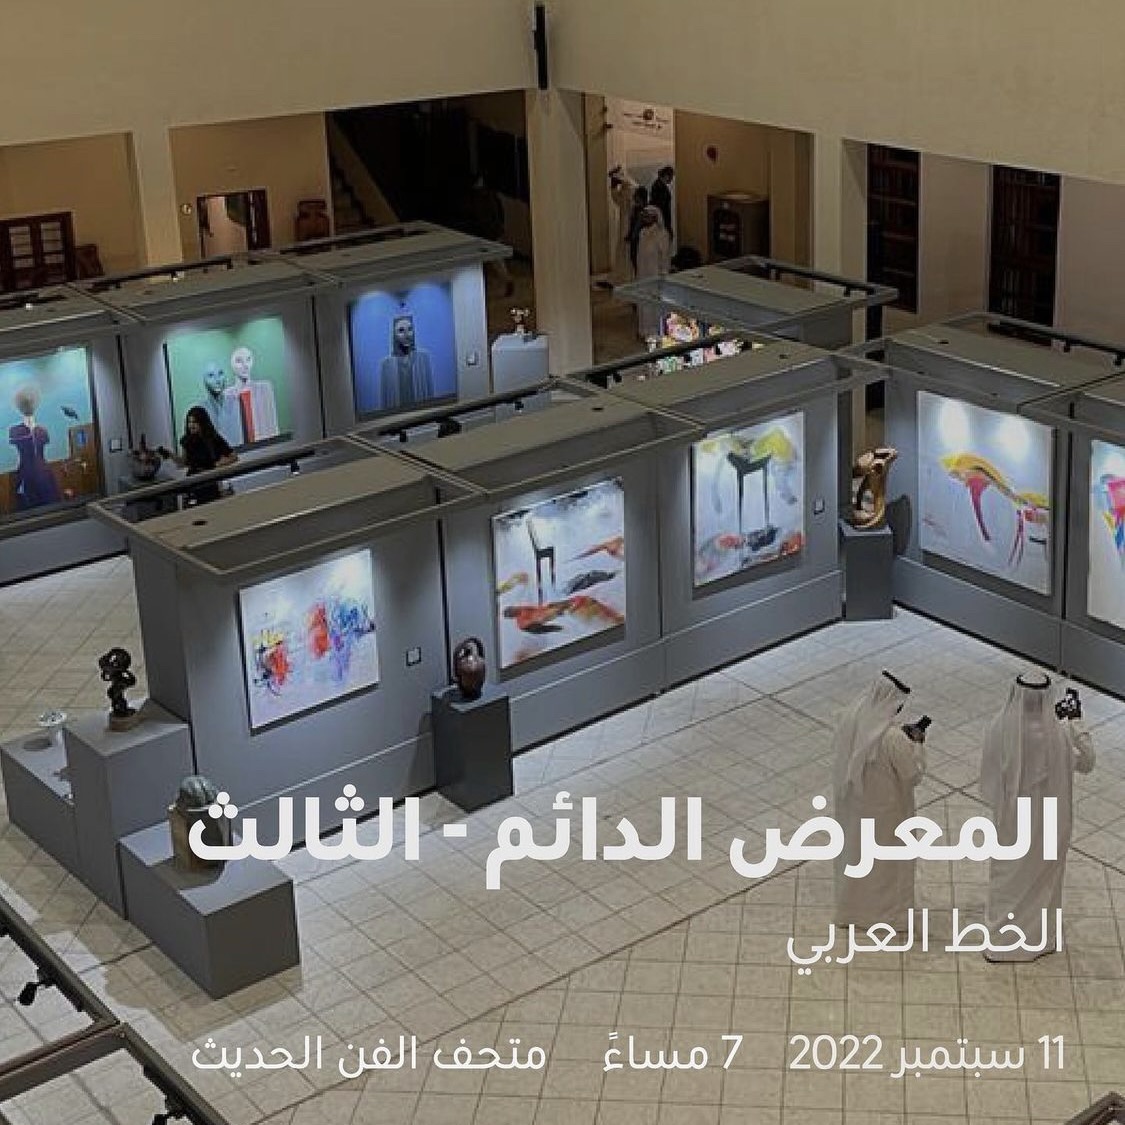 المعرض الدائم - الثالث
الخط العربي
11 سبتمبر 2022 7 مساءً متحف الفن الحديث